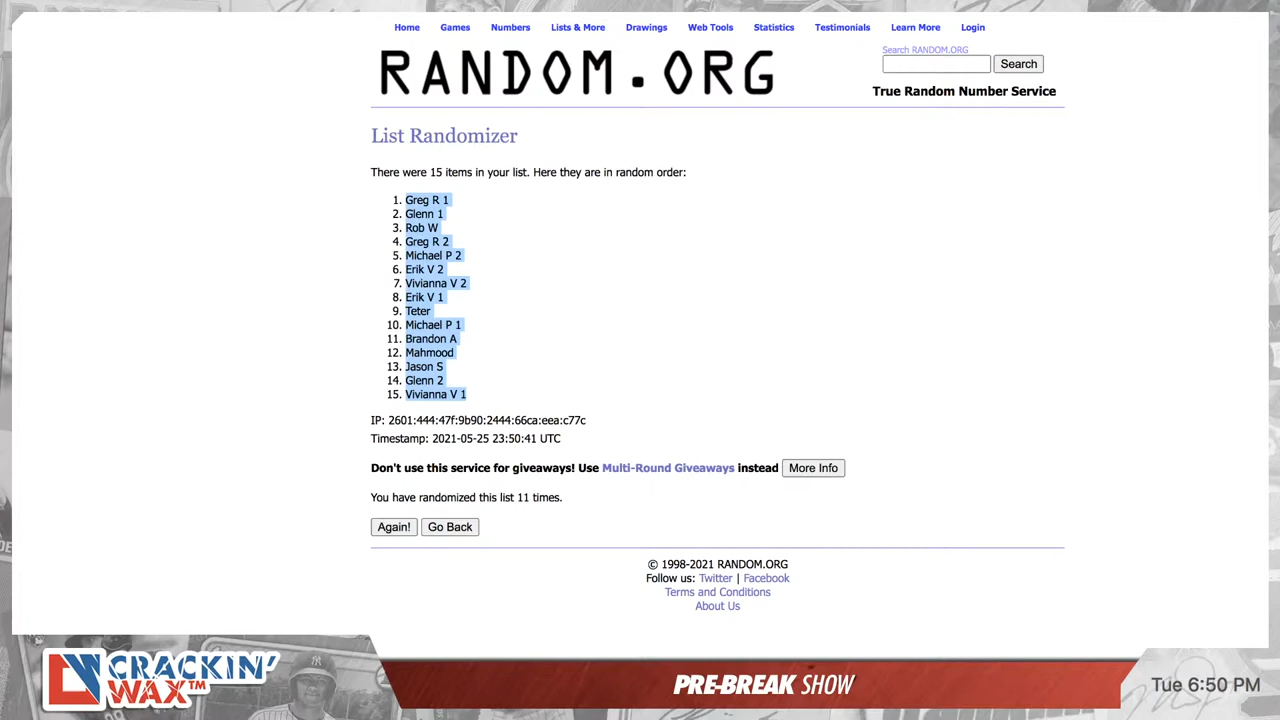 Home Games Numbers Lists & More Drawings Web Tools Statistics Testimonials Learn More Login
RANDOM.ORG
Search RANDOM.ORG
Search
True Random Number Service
List Randomizer
There were 15 items in your list. Here they are in random order:
1. Greg R 1
2. Glenn 1
3. Rob W
4. Greg R 2
5. Michael P 2
6. Erik V 2
7. Vivianna V 2
8. Erik V 1
9. Teter
10. Michael P 1
11. Brandon A
12. Mahmood
13. Jason S
14. Glenn 2
15. Vivianna V 1
IP: 2601:444:47f:9b90:2444:66ca:eea:c77c
Timestamp: 2021-05-25 23:50:41 UTC
Don't use this service for giveaways! Use Multi-Round Giveaways instead More Info
You have randomized this list 11 times.
Again! Go Back
© 1998-2021 RANDOM.ORG
Follow us: Twitter | Facebook
Terms and Conditions
About Us
CRACKIN'
WAX™
PRE-BREAK SHOW
Tue 6:50 PM